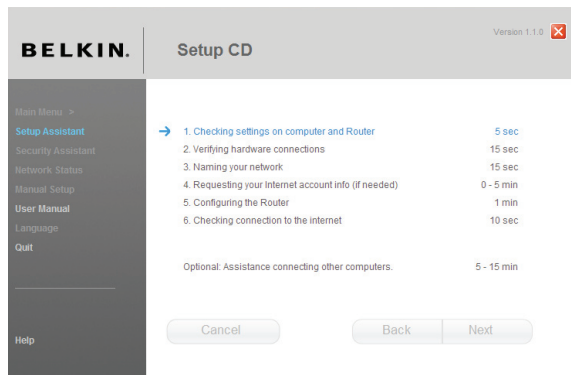 Version 1.1.0
BELKIN.
Setup CD
Main Menu >
Setup Assistant
Security Assistant
Network Status
Manual Setup
User Manual
Language
Quit
Help
1. Checking settings on computer and Router 5 sec
2. Verifying hardware connections 15 sec
3. Naming your network 15 sec
4. Requesting your Internet account info (if needed) 0 - 5 min
5. Configuring the Router 1 min
6. Checking connection to the internet 10 sec
Optional: Assistance connecting other computers. 5 - 15 min
Cancel Back Next